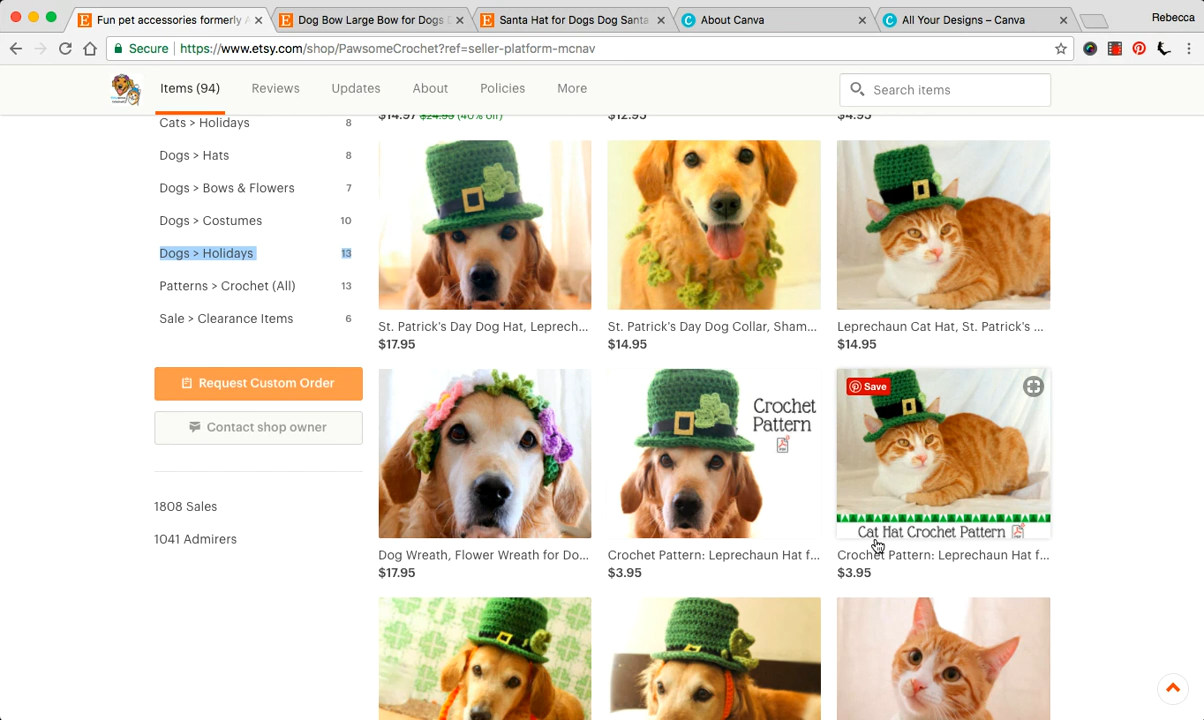 Fun pet accessories formerly A
Dog Bow Large Bow for Dogs D
Santa Hat for Dogs Dog Santa
About Canva
All Your Designs – Canva
Rebecca
Secure
https://www.etsy.com/shop/PawsomeCrochet?ref=seller-platform-mcnav
Items (94)
Reviews
Updates
About
Policies
More
Search items
Cats > Holidays 8
Dogs > Hats 8
Dogs > Bows & Flowers 7
Dogs > Costumes 10
Dogs > Holidays 13
Patterns > Crochet (All) 13
Sale > Clearance Items 6
Request Custom Order
Contact shop owner
1808 Sales
1041 Admirers
$14.97 $24.95 (40% off)
$12.95
$4.95
St. Patrick's Day Dog Hat, Leprech...
$17.95
St. Patrick's Day Dog Collar, Sham...
$14.95
Leprechaun Cat Hat, St. Patrick's ...
$14.95
Dog Wreath, Flower Wreath for Do...
$17.95
Crochet
Pattern
Crochet Pattern: Leprechaun Hat f...
$3.95
Save
Cat Hat Crochet Pattern
Crochet Pattern: Leprechaun Hat f...
$3.95